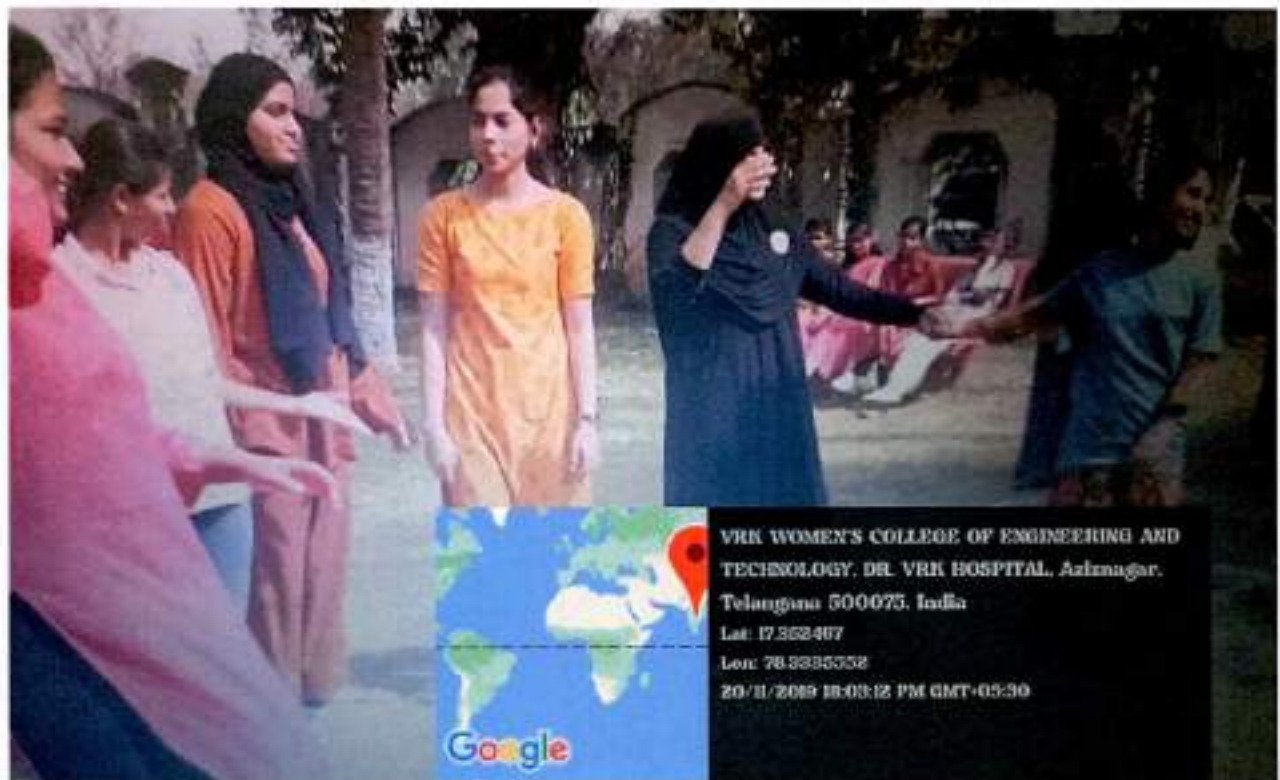 VRK WOMEN'S COLLEGE OF ENGINEERING AND
TECHNOLOGY, DR. VRK HOSPITAL, Aziznagar,
Telangana 500075, India
Lat: 17.352467
Lon: 78.3335552
20/11/2019 18:03:12 PM GMT+05:30
Google